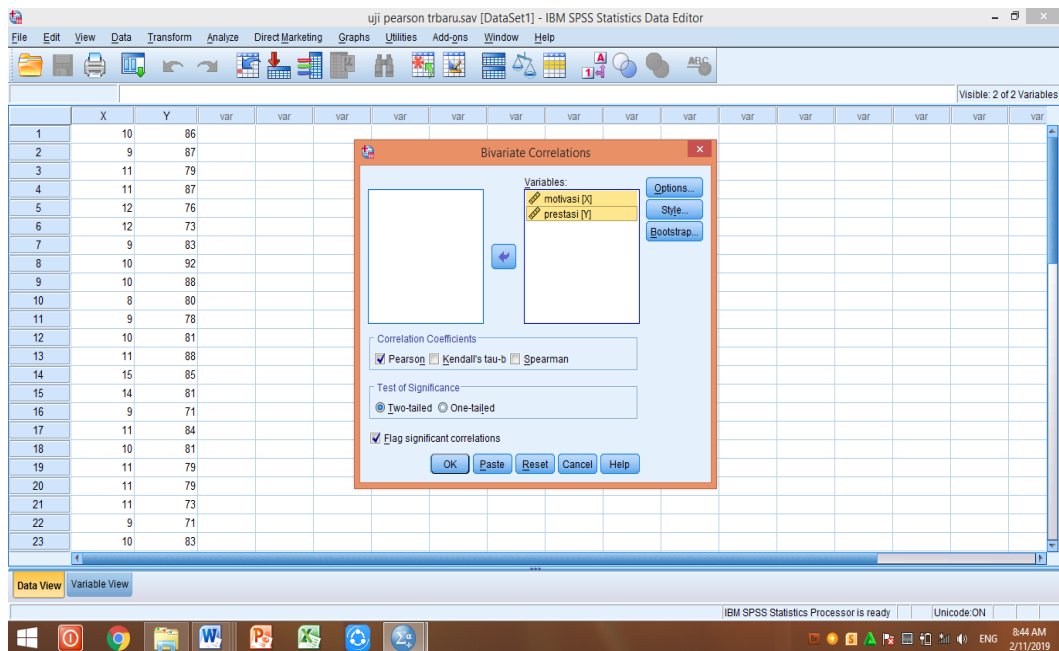 uji pearson trbaru.sav [DataSet1] - IBM SPSS Statistics Data Editor
File Edit View Data Transform Analyze Direct Marketing Graphs Utilities Add-ons Window Help
Visible: 2 of 2 Variables
X Y var var var var var var var var var var var var var var var
1 10 86
2 9 87
3 11 79
4 11 87
5 12 76
6 12 73
7 9 83
8 10 92
9 10 88
10 8 80
11 9 78
12 10 81
13 11 88
14 15 85
15 14 81
16 9 71
17 11 84
18 10 81
19 11 79
20 11 79
21 11 73
22 9 71
23 10 83
Bivariate Correlations
Variables:
motivasi [X]
prestasi [Y]
Options...
Style...
Bootstrap...
Correlation Coefficients
Pearson Kendall's tau-b Spearman
Test of Significance
Two-tailed One-tailed
Flag significant correlations
OK Paste Reset Cancel Help
Data View Variable View
IBM SPSS Statistics Processor is ready Unicode:ON
ENG 8:44 AM
2/11/2019